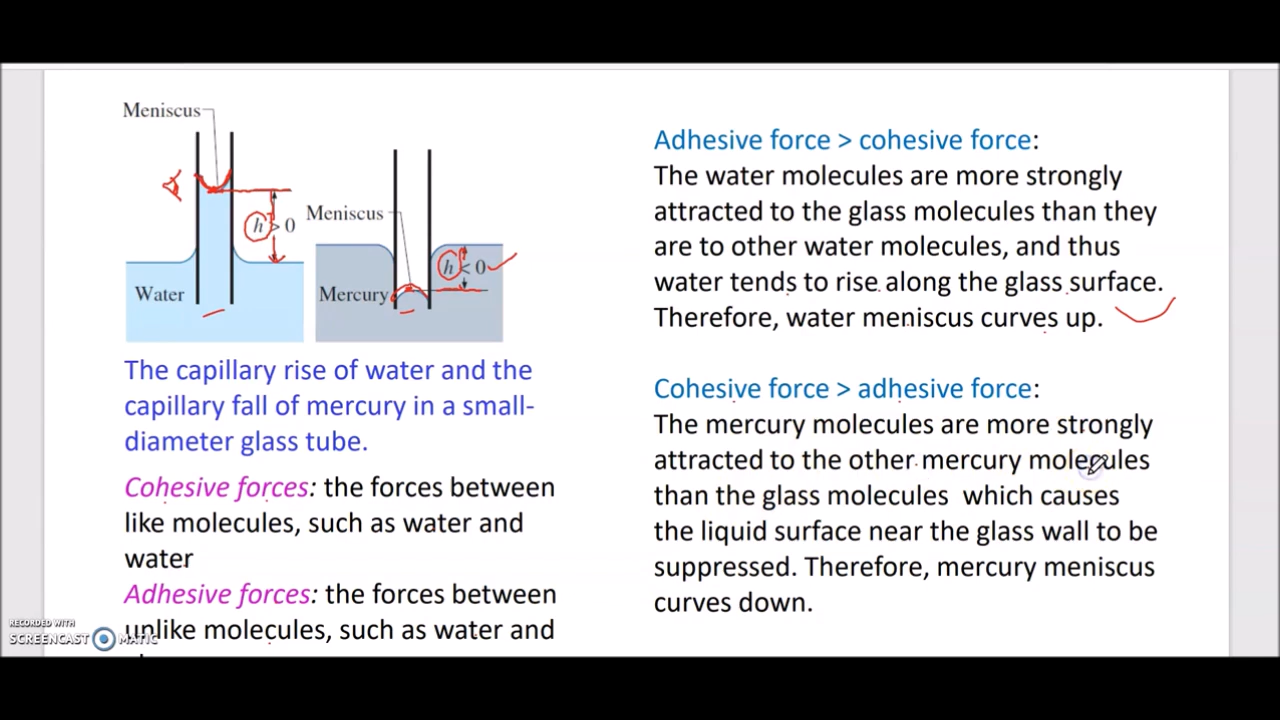 Meniscus
h > 0
Water
Meniscus
h < 0
Mercury
The capillary rise of water and the
capillary fall of mercury in a small-
diameter glass tube.
Cohesive forces: the forces between
like molecules, such as water and
water
Adhesive forces: the forces between
unlike molecules, such as water and
Adhesive force > cohesive force:
The water molecules are more strongly
attracted to the glass molecules than they
are to other water molecules, and thus
water tends to rise along the glass surface.
Therefore, water meniscus curves up.
Cohesive force > adhesive force:
The mercury molecules are more strongly
attracted to the other mercury molecules
than the glass molecules which causes
the liquid surface near the glass wall to be
suppressed. Therefore, mercury meniscus
curves down.
RECORDED WITH
SCREENCAST MATIC